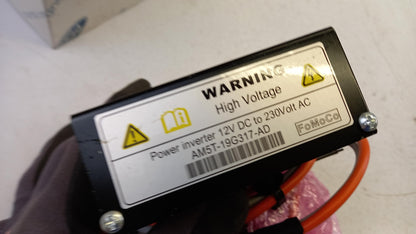 WARNING
High Voltage
Power inverter 12V DC to 230Volt AC
AM5T-19G317-AD
FoMoCo